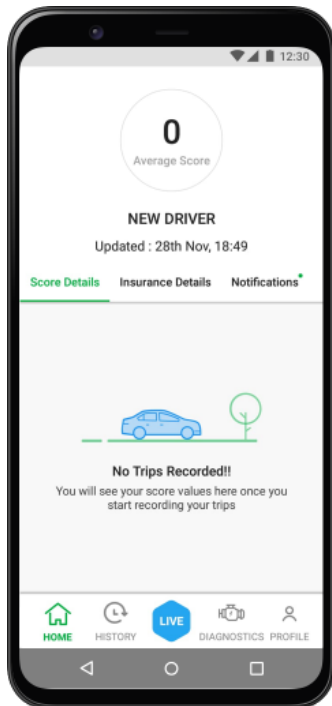 12:30
0
Average Score
NEW DRIVER
Updated : 28th Nov, 18:49
Score Details Insurance Details Notifications
No Trips Recorded!!
You will see your score values here once you
start recording your trips
LIVE
HOME HISTORY DIAGNOSTICS PROFILE